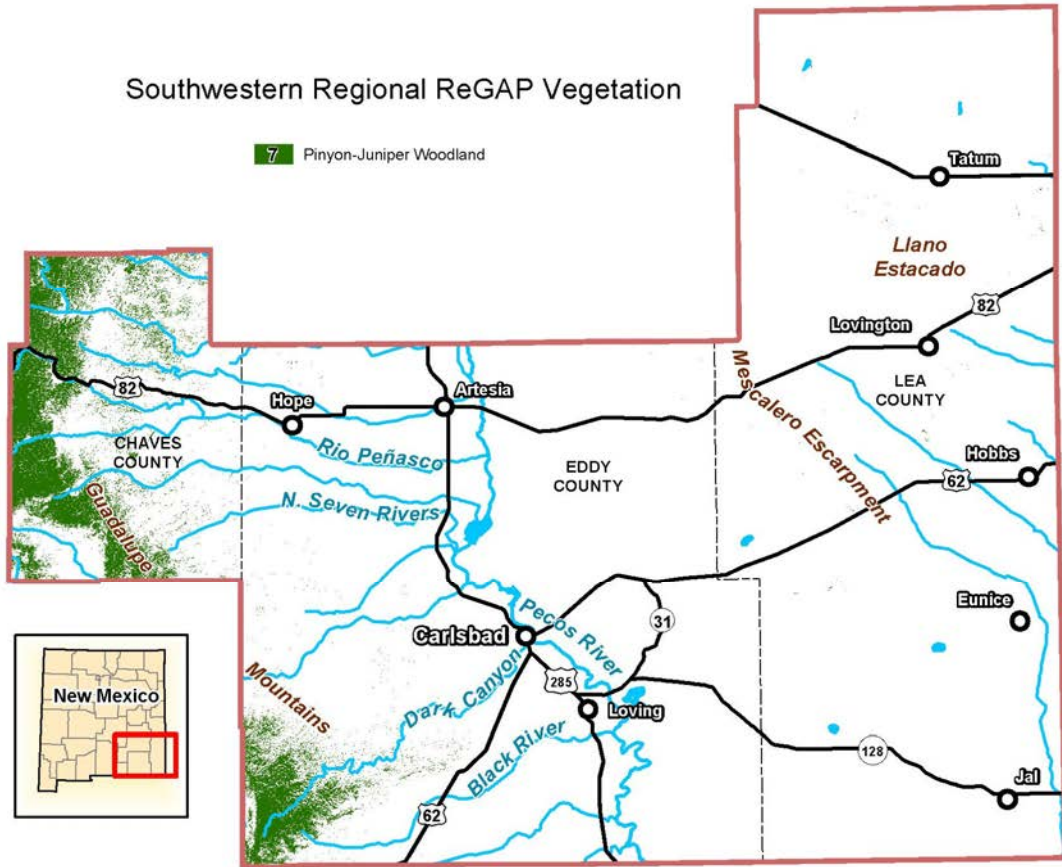 Southwestern Regional ReGAP Vegetation
7 Pinyon-Juniper Woodland
Tatum
Llano
Estacado
82
Lovington
Mescalero Escarpment
LEA
COUNTY
82
Hope
Artesia
CHAVES
COUNTY
Rio Peñasco
EDDY
COUNTY
Hobbs
62
Guadalupe
N. Seven Rivers
Pecos River
31
Eunice
Carlsbad
New Mexico
Mountains
Dark Canyon
285
Loving
Black River
128
Jal
62